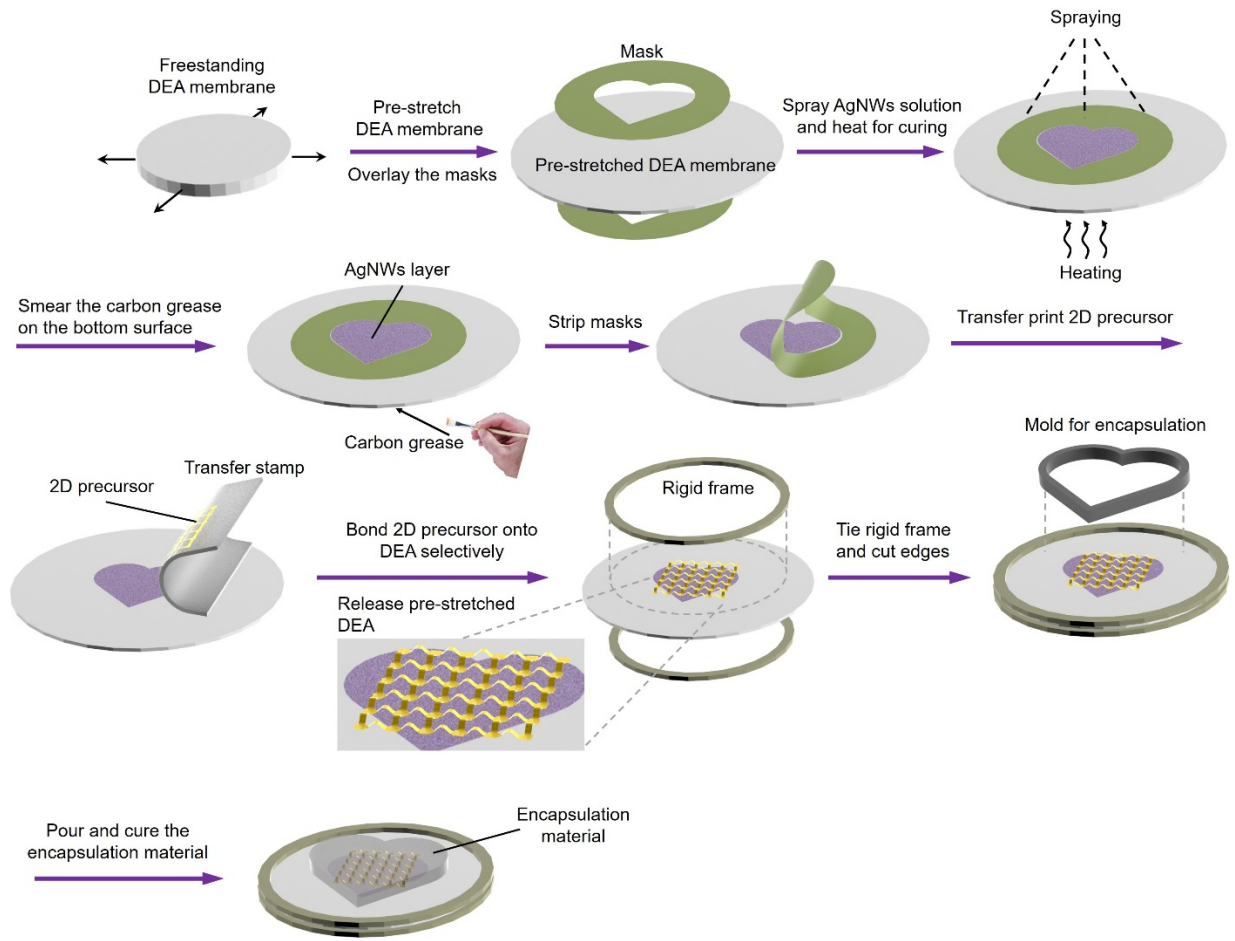 Freestanding
DEA membrane
Pre-stretch
DEA membrane
Overlay the masks
Mask
Pre-stretched DEA membrane
Spray AgNWs solution
and heat for curing
Spraying
Heating
Smear the carbon grease
on the bottom surface
AgNWs layer
Carbon grease
Strip masks
Transfer print 2D precursor
2D precursor
Transfer stamp
Bond 2D precursor onto
DEA selectively
Release pre-stretched
DEA
Rigid frame
Tie rigid frame
and cut edges
Mold for encapsulation
Pour and cure the
encapsulation material
Encapsulation
material